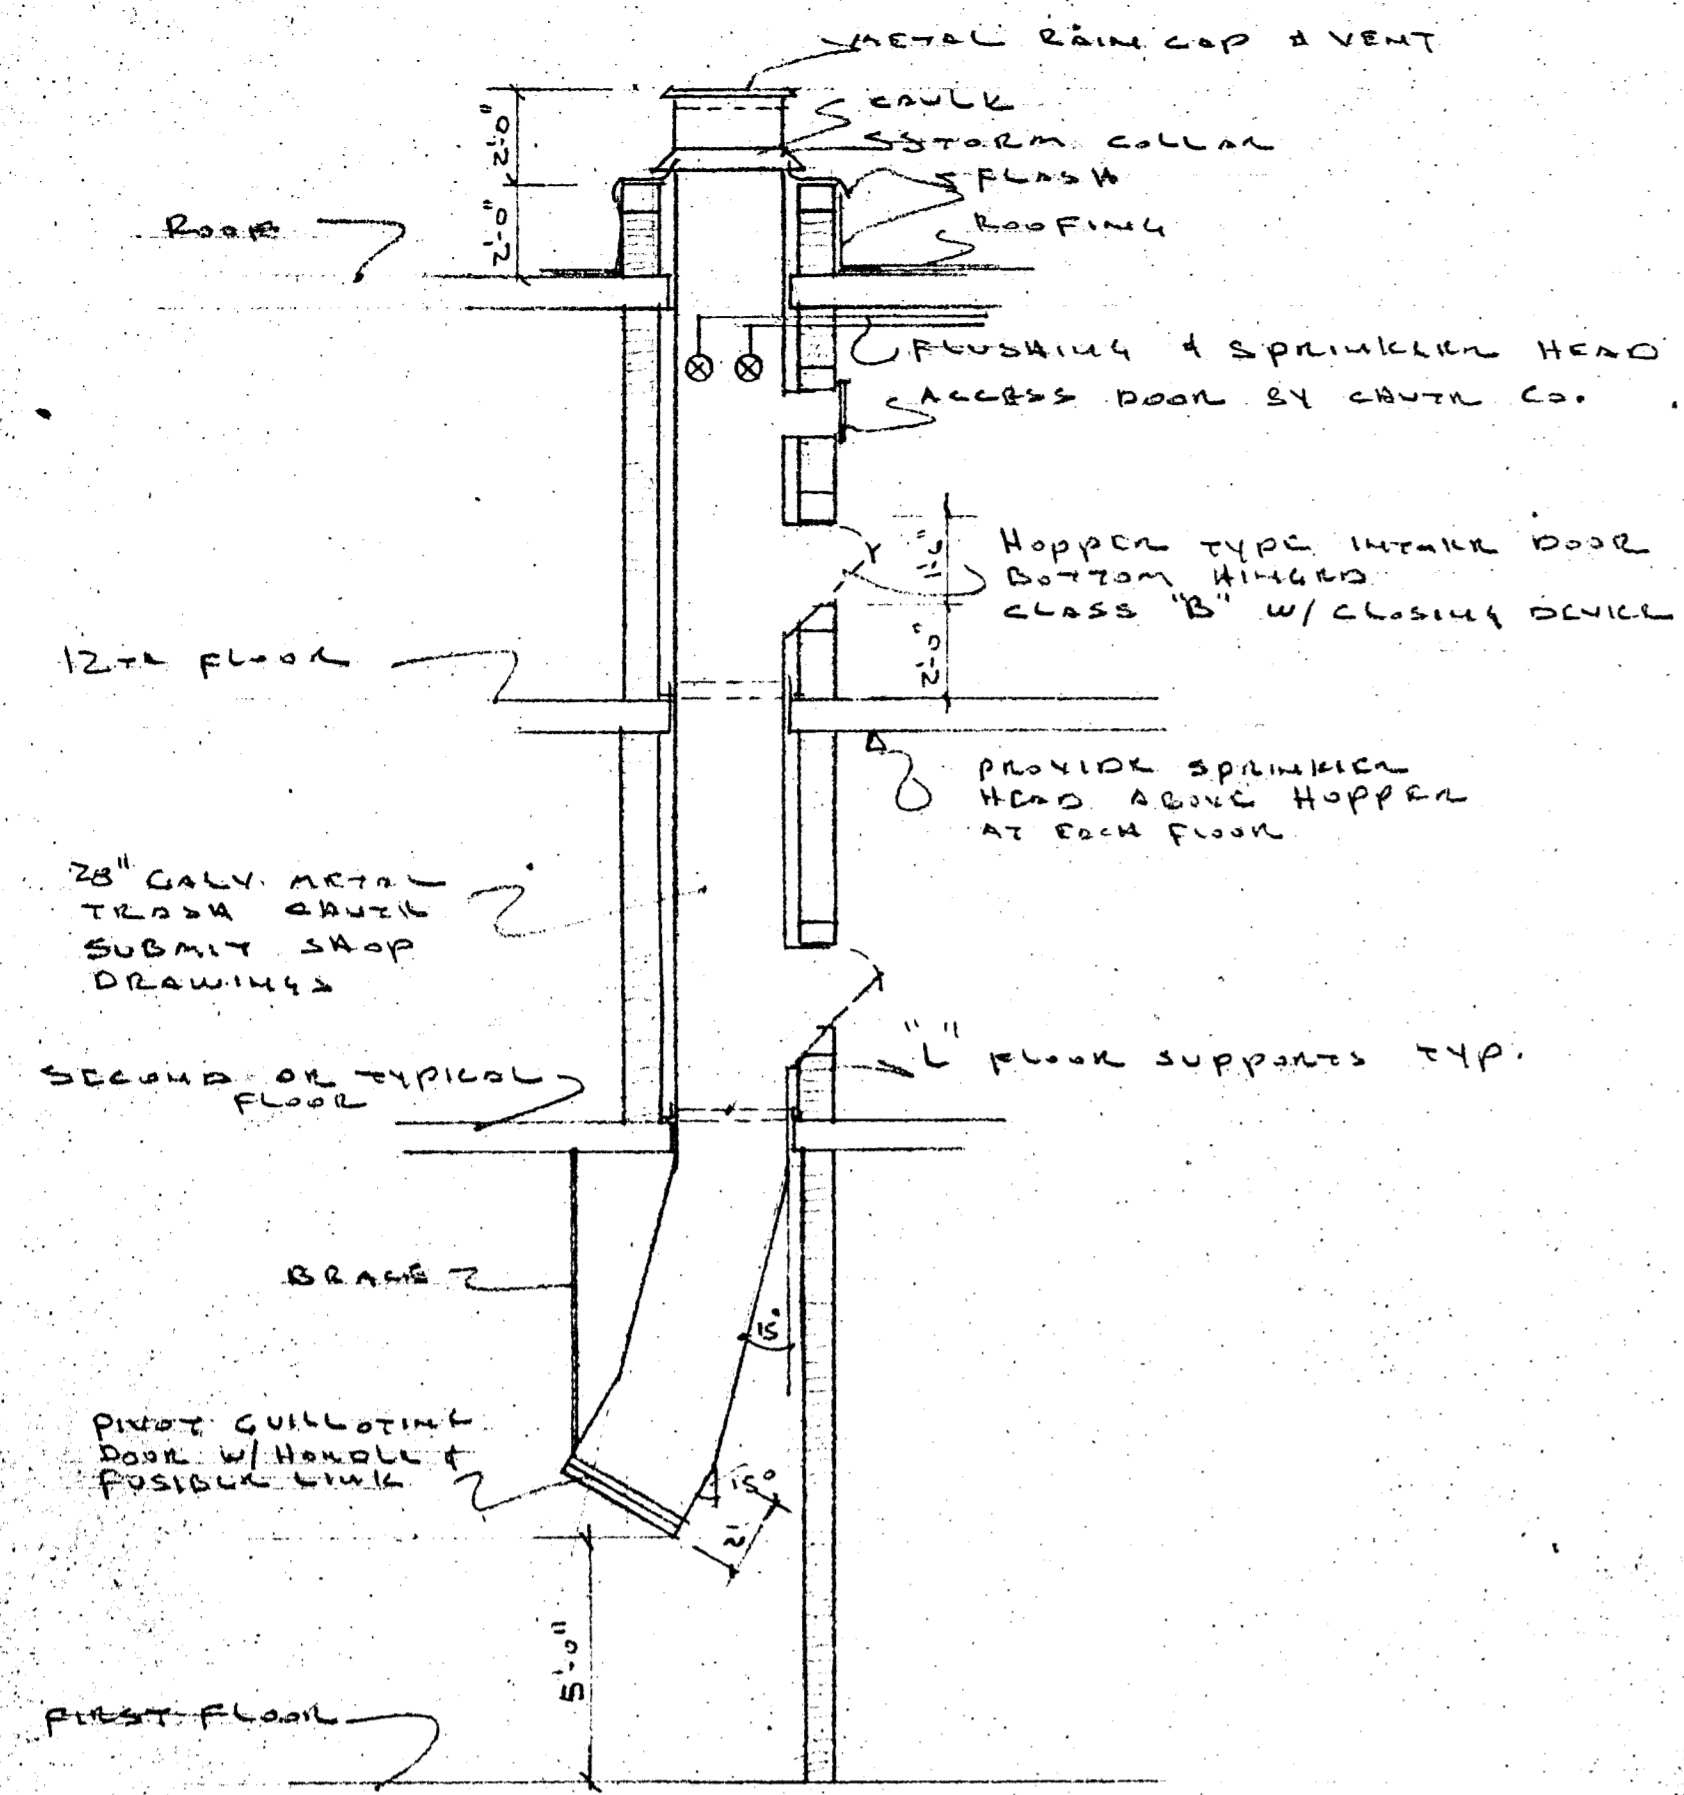 METAL RAIN CAP & VENT
CAULK
STORM COLLAR
FLASH
ROOFING
2'-0"
2'-0"
ROOF
FLUSHING & SPRINKLER HEAD
ACCESS DOOR BY CHUTE CO.
HOPPER TYPE INTAKE DOOR
BOTTOM HINGED
CLASS "B" W/ CLOSING DEVICE
2'-0"
12TH FLOOR
PROVIDE SPRINKLER
HEAD ABOVE HOPPER
AT EACH FLOOR
28" GALV. METAL
TRASH CHUTE
SUBMIT SHOP
DRAWINGS
"L" FLOOR SUPPORTS TYP.
SECOND OR TYPICAL
FLOOR
BRACE
15°
PIVOT GUILLOTINE
DOOR W/ HANDLE &
FUSIBLE LINK
15°
2'
5'-0"
FIRST FLOOR